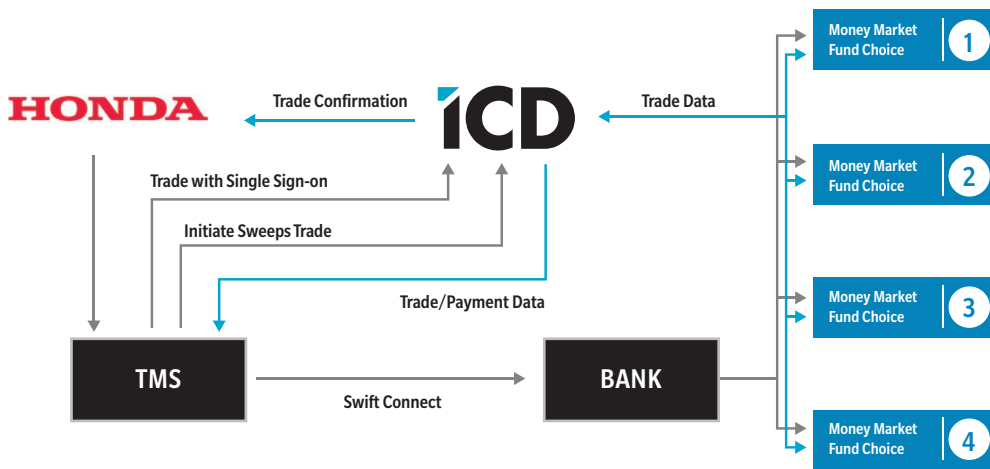 Money Market
Fund Choice
1
HONDA
Trade Confirmation
iCD
Trade Data
Money Market
Fund Choice
2
Trade with Single Sign-on
Initiate Sweeps Trade
Trade/Payment Data
Money Market
Fund Choice
3
TMS
Swift Connect
BANK
Money Market
Fund Choice
4